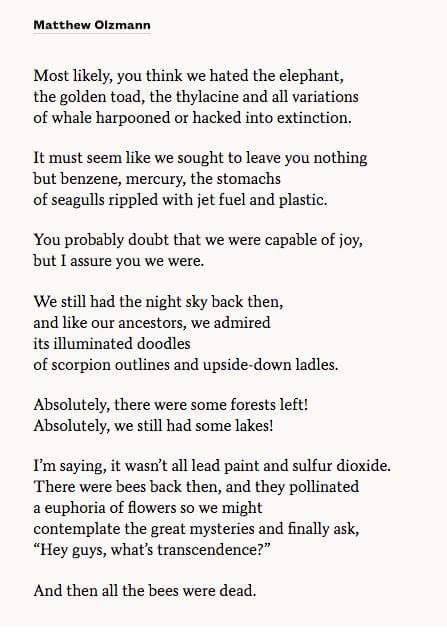 Matthew Olzmann
Most likely, you think we hated the elephant,
the golden toad, the thylacine and all variations
of whale harpooned or hacked into extinction.
It must seem like we sought to leave you nothing
but benzene, mercury, the stomachs
of seagulls rippled with jet fuel and plastic.
You probably doubt that we were capable of joy,
but I assure you we were.
We still had the night sky back then,
and like our ancestors, we admired
its illuminated doodles
of scorpion outlines and upside-down ladles.
Absolutely, there were some forests left!
Absolutely, we still had some lakes!
I’m saying, it wasn’t all lead paint and sulfur dioxide.
There were bees back then, and they pollinated
a euphoria of flowers so we might
contemplate the great mysteries and finally ask,
“Hey guys, what’s transcendence?”
And then all the bees were dead.